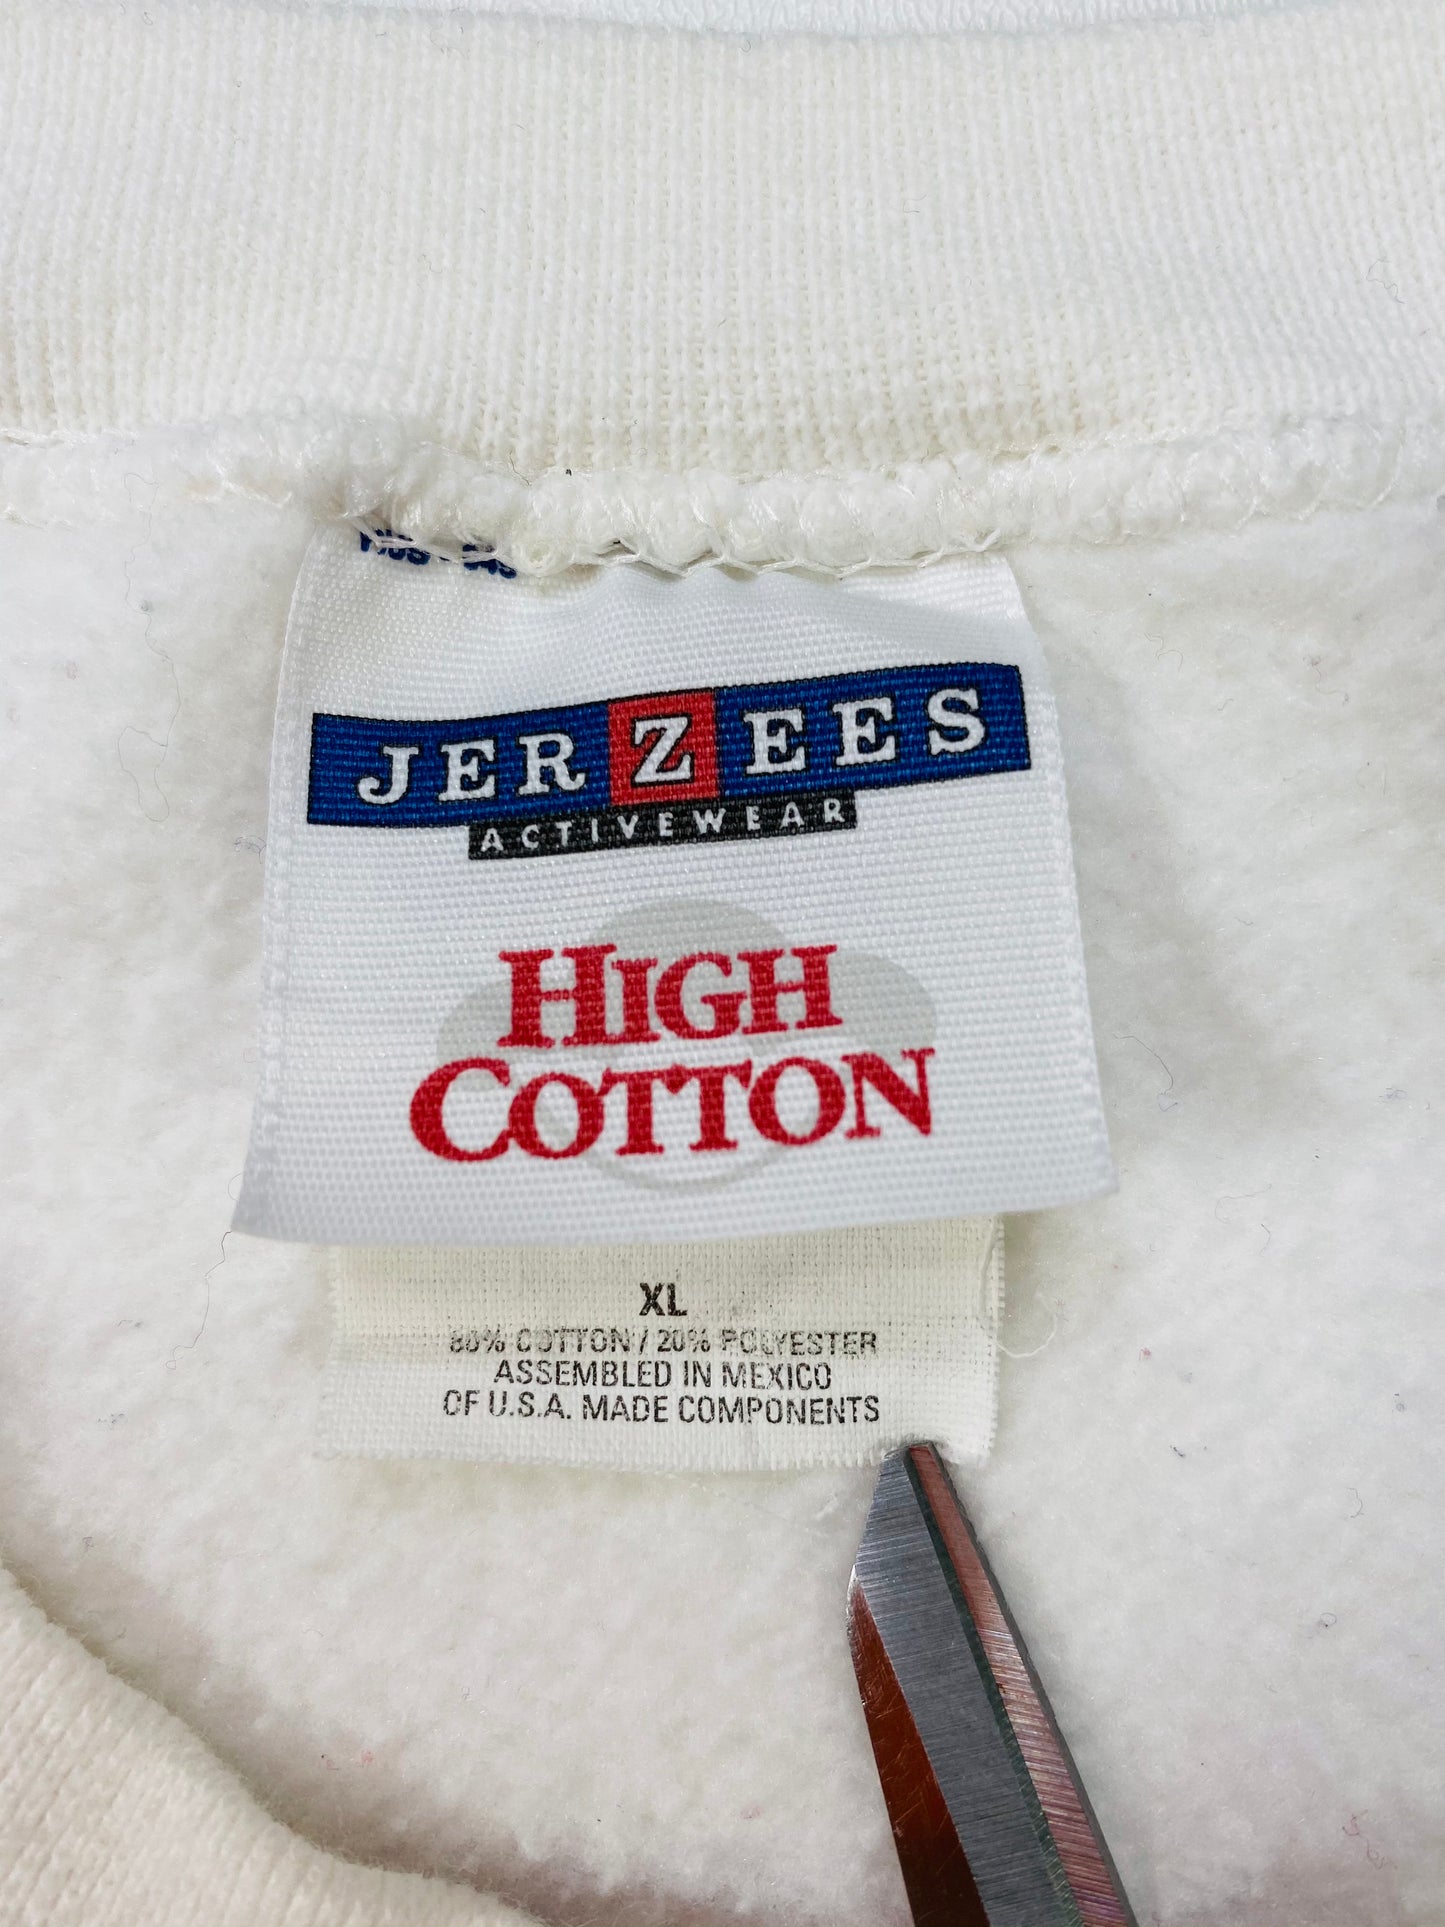 JERZEES
ACTIVEWEAR
HIGH
COTTON
XL
80% COTTON / 20% POLYESTER
ASSEMBLED IN MEXICO
OF U.S.A. MADE COMPONENTS